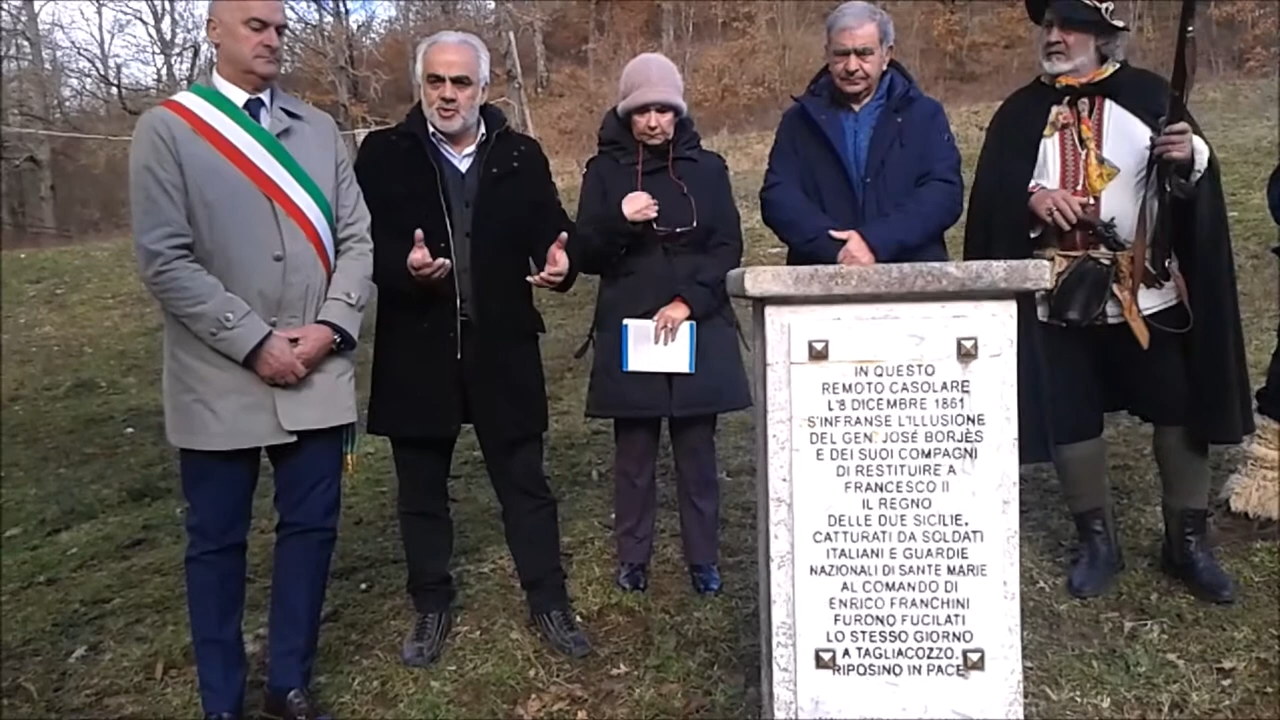 IN QUESTO
REMOTO CASOLARE
L'8 DICEMBRE 1861
S'INFRANSE L'ILLUSIONE
DEL GEN. JOSÉ BORJÈS
E DEI SUOI COMPAGNI
DI RESTITUIRE A
FRANCESCO II
IL REGNO
DELLE DUE SICILIE.
CATTURATI DA SOLDATI
ITALIANI E GUARDIE
NAZIONALI DI SANTE MARIE
AL COMANDO DI
ENRICO FRANCHINI
FURONO FUCILATI
LO STESSO GIORNO
A TAGLIACOZZO.
RIPOSINO IN PACE